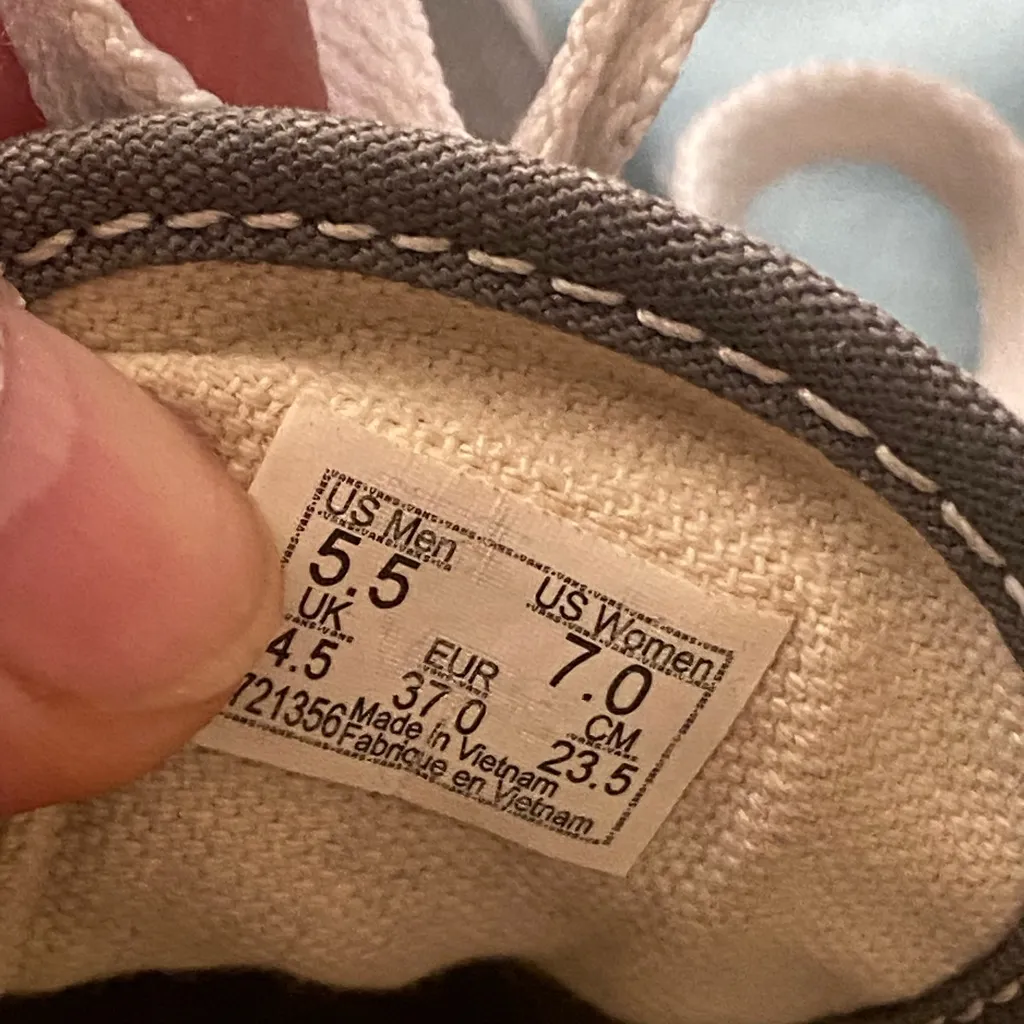 US Men
5.5
US Women
7.0
UK
4.5
EUR
37 0
CM
23.5
721356
Made in Vietnam
Fabrique en Vietnam